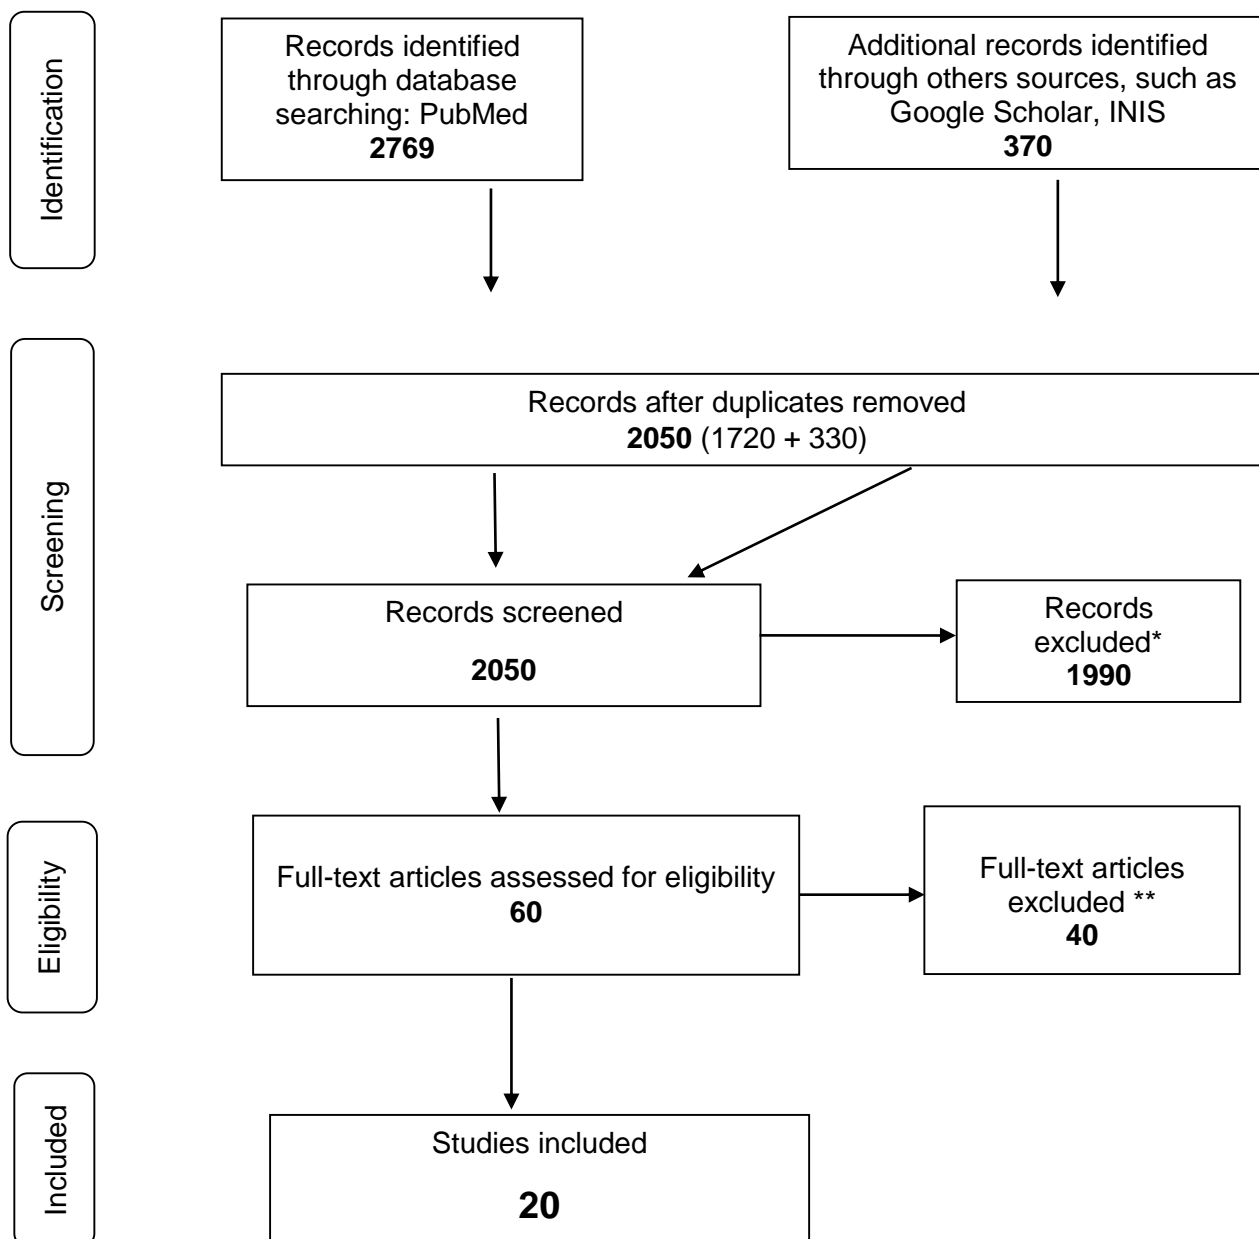 Identification
Records identified
through database
searching: PubMed
2769
Additional records identified
through others sources, such as
Google Scholar, INIS
370
Screening
Records after duplicates removed
2050 (1720 + 330)
Records screened
2050
Records
excluded*
1990
Eligibility
Full-text articles assessed for eligibility
60
Full-text articles
excluded **
40
Included
Studies included
20